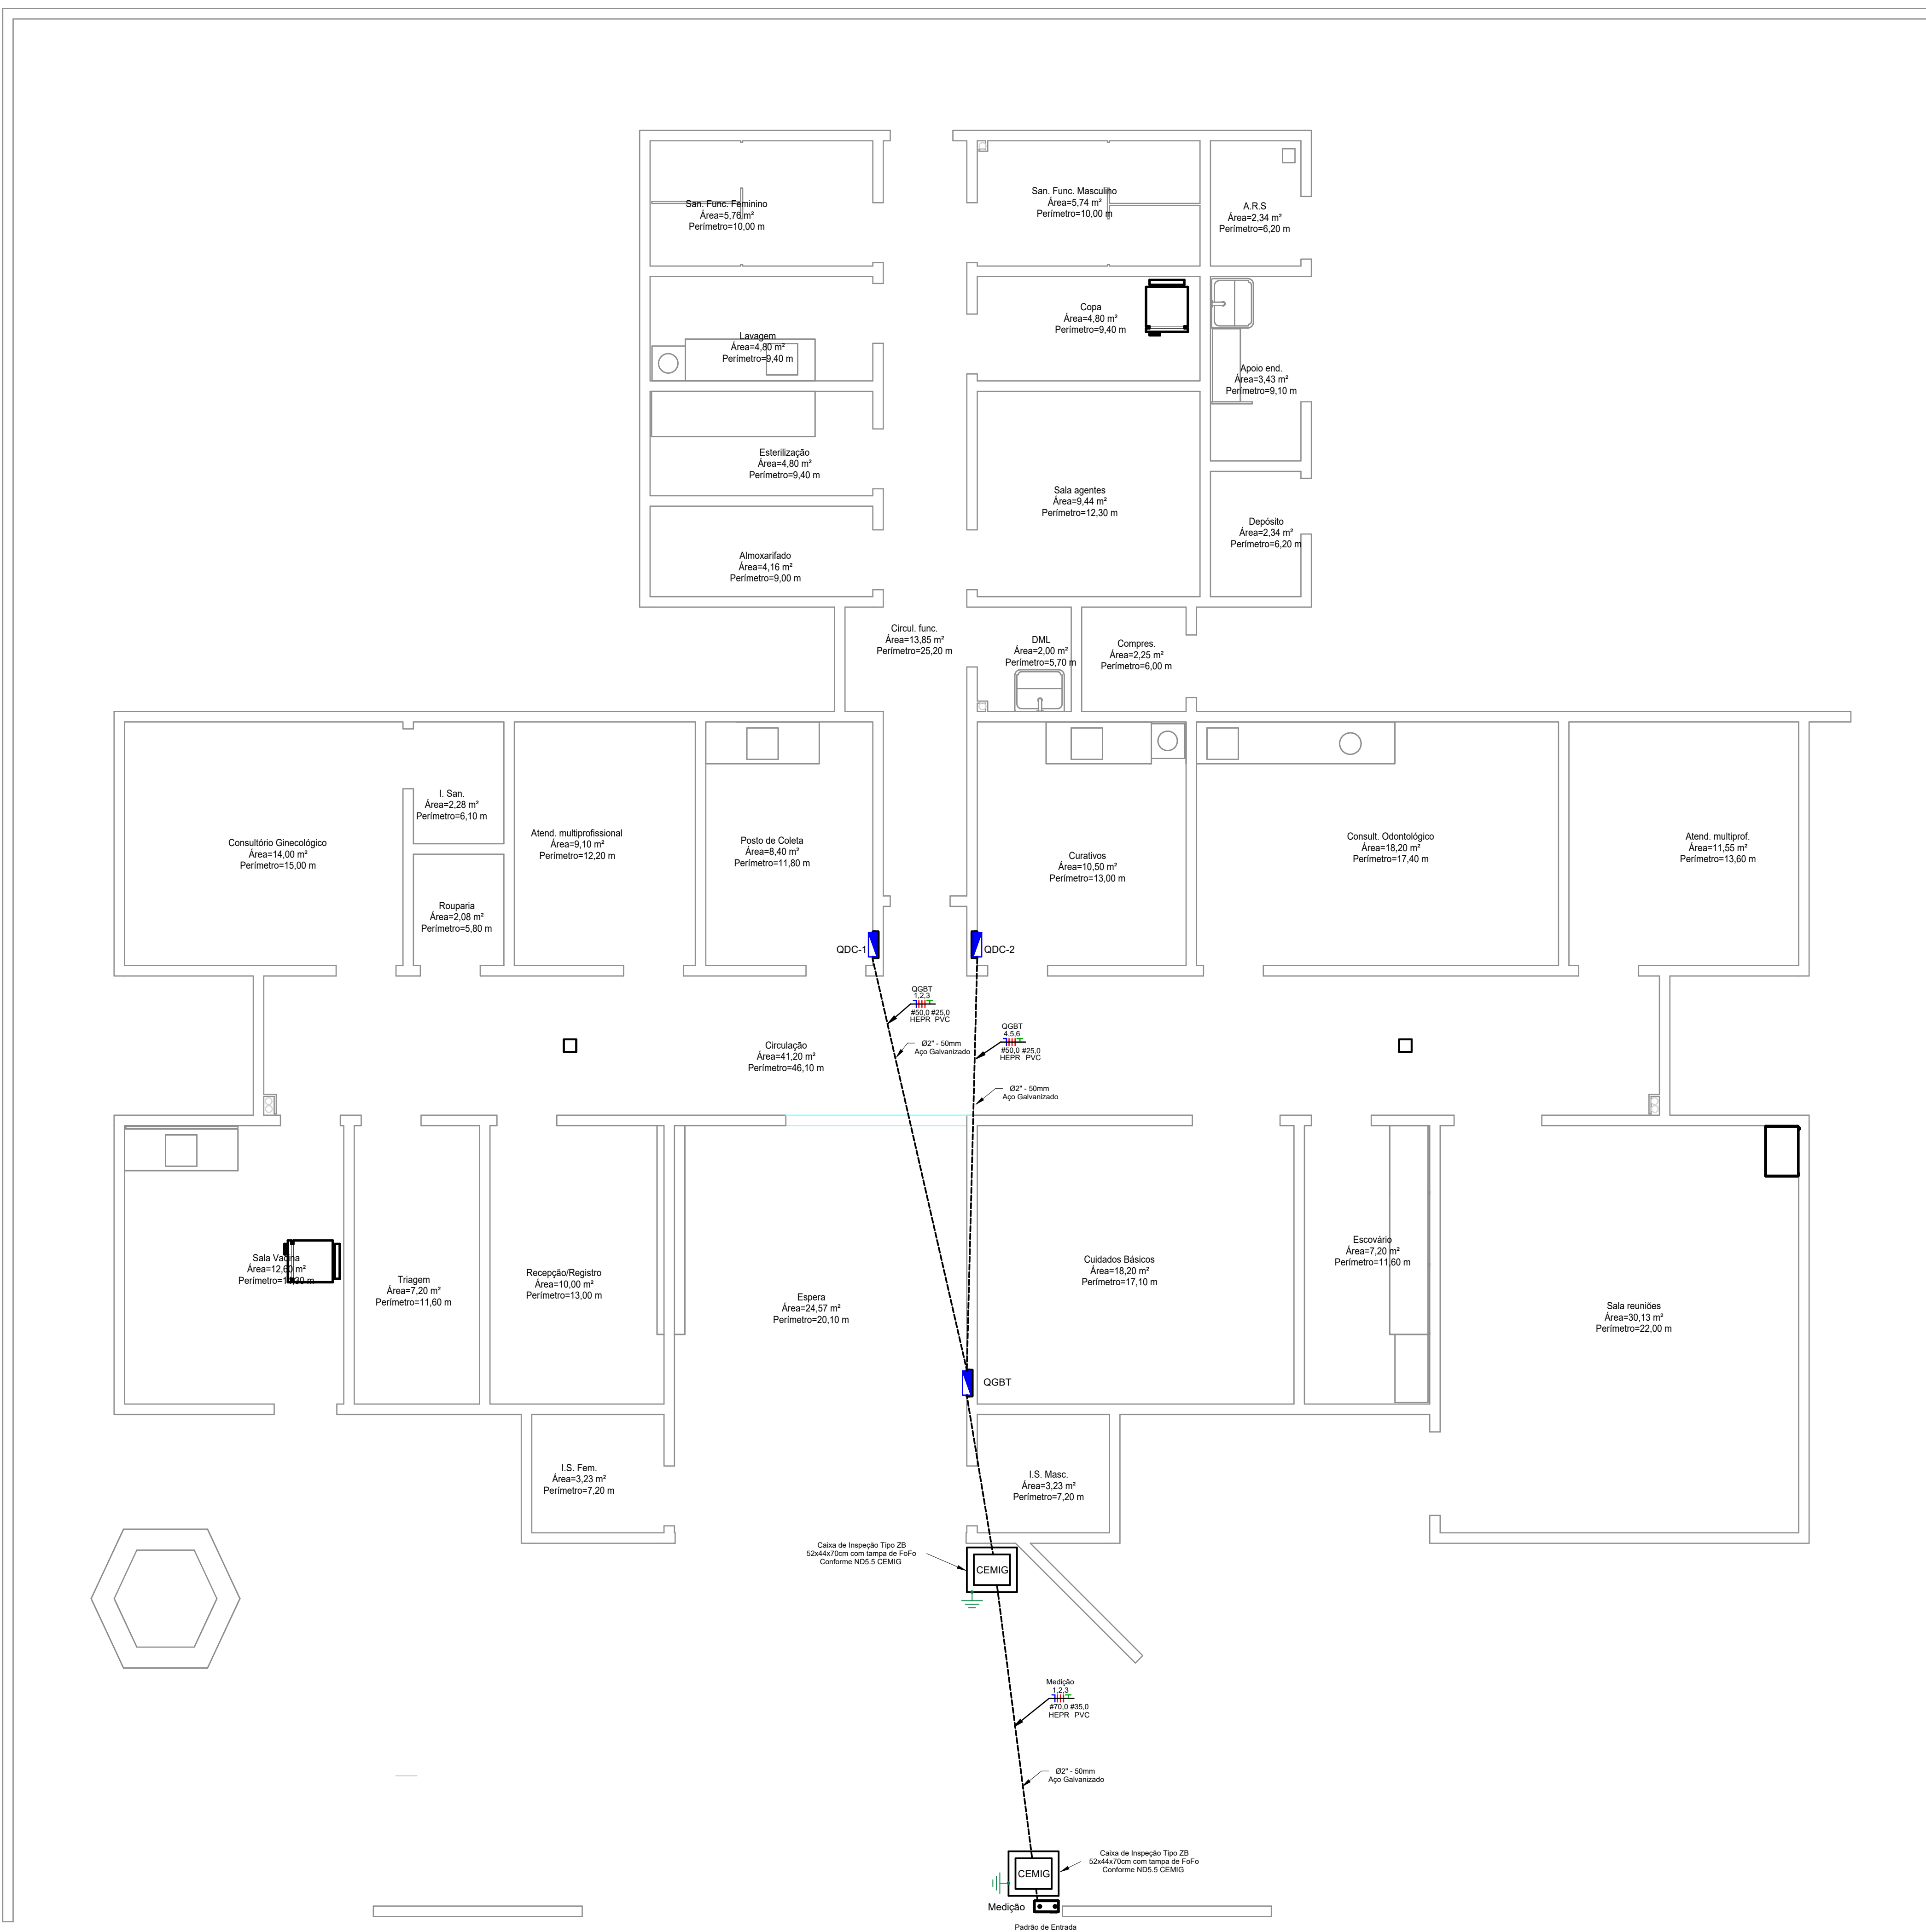 San. Func. Feminino
Área=5,76 m²
Perímetro=10,00 m
San. Func. Masculino
Área=5,74 m²
Perímetro=10,00 m
A.R.S
Área=2,34 m²
Perímetro=6,20 m
Lavagem
Área=4,80 m²
Perímetro=9,40 m
Copa
Área=4,80 m²
Perímetro=9,40 m
Apoio end.
Área=3,43 m²
Perímetro=9,10 m
Esterilização
Área=4,80 m²
Perímetro=9,40 m
Sala agentes
Área=9,44 m²
Perímetro=12,30 m
Depósito
Área=2,34 m²
Perímetro=6,20 m
Almoxarifado
Área=4,16 m²
Perímetro=9,00 m
Circul. func.
Área=13,85 m²
Perímetro=25,20 m
DML
Área=2,00 m²
Perímetro=5,70 m
Compres.
Área=2,25 m²
Perímetro=6,00 m
Consultório Ginecológico
Área=14,00 m²
Perímetro=15,00 m
I. San.
Área=2,28 m²
Perímetro=6,10 m
Rouparia
Área=2,08 m²
Perímetro=5,80 m
Atend. multiprofissional
Área=9,10 m²
Perímetro=12,20 m
Posto de Coleta
Área=8,40 m²
Perímetro=11,80 m
Curativos
Área=10,50 m²
Perímetro=13,00 m
Consult. Odontológico
Área=18,20 m²
Perímetro=17,40 m
Atend. multiprof.
Área=11,55 m²
Perímetro=13,60 m
QDC-1
QDC-2
QGBT
1,2,3
#50,0 #25,0
HEPR PVC
QGBT
4,5,6
#50,0 #25,0
HEPR PVC
Ø2" - 50mm
Aço Galvanizado
Circulação
Área=41,20 m²
Perímetro=46,10 m
Ø2" - 50mm
Aço Galvanizado
Sala Vacina
Área=12,60 m²
Triagem
Área=7,20 m²
Perímetro=11,60 m
Recepção/Registro
Área=10,00 m²
Perímetro=13,00 m
Espera
Área=24,57 m²
Perímetro=20,10 m
Cuidados Básicos
Área=18,20 m²
Perímetro=17,10 m
Escovário
Área=7,20 m²
Perímetro=11,60 m
Sala reuniões
Área=30,13 m²
Perímetro=22,00 m
QGBT
I.S. Fem.
Área=3,23 m²
Perímetro=7,20 m
I.S. Masc.
Área=3,23 m²
Perímetro=7,20 m
Caixa de Inspeção Tipo ZB
52x44x70cm com tampa de FoFo
Conforme ND5.5 CEMIG
CEMIG
Medição
1,2,3
#70,0 #35,0
HEPR PVC
Ø2" - 50mm
Aço Galvanizado
Caixa de Inspeção Tipo ZB
52x44x70cm com tampa de FoFo
Conforme ND5.5 CEMIG
CEMIG
Medição
Padrão de Entrada